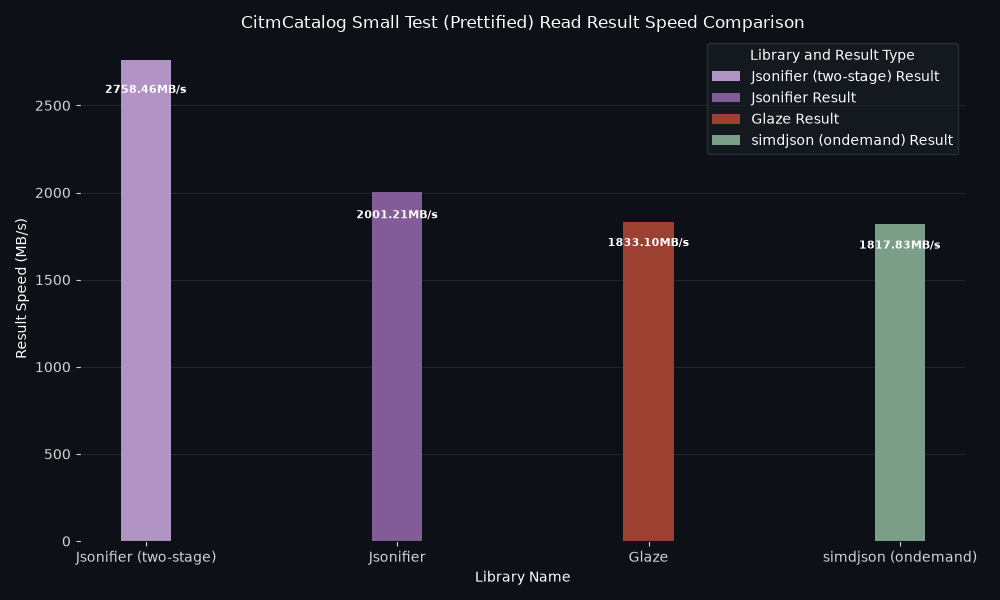 CitmCatalog Small Test (Prettified) Read Result Speed Comparison
Library and Result Type
Jsonifier (two-stage) Result
Jsonifier Result
Glaze Result
simdjson (ondemand) Result
Result Speed (MB/s)
2500
2000
1500
1000
500
0
2758.46MB/s
2001.21MB/s
1833.10MB/s
1817.83MB/s
Jsonifier (two-stage)
Jsonifier
Glaze
simdjson (ondemand)
Library Name